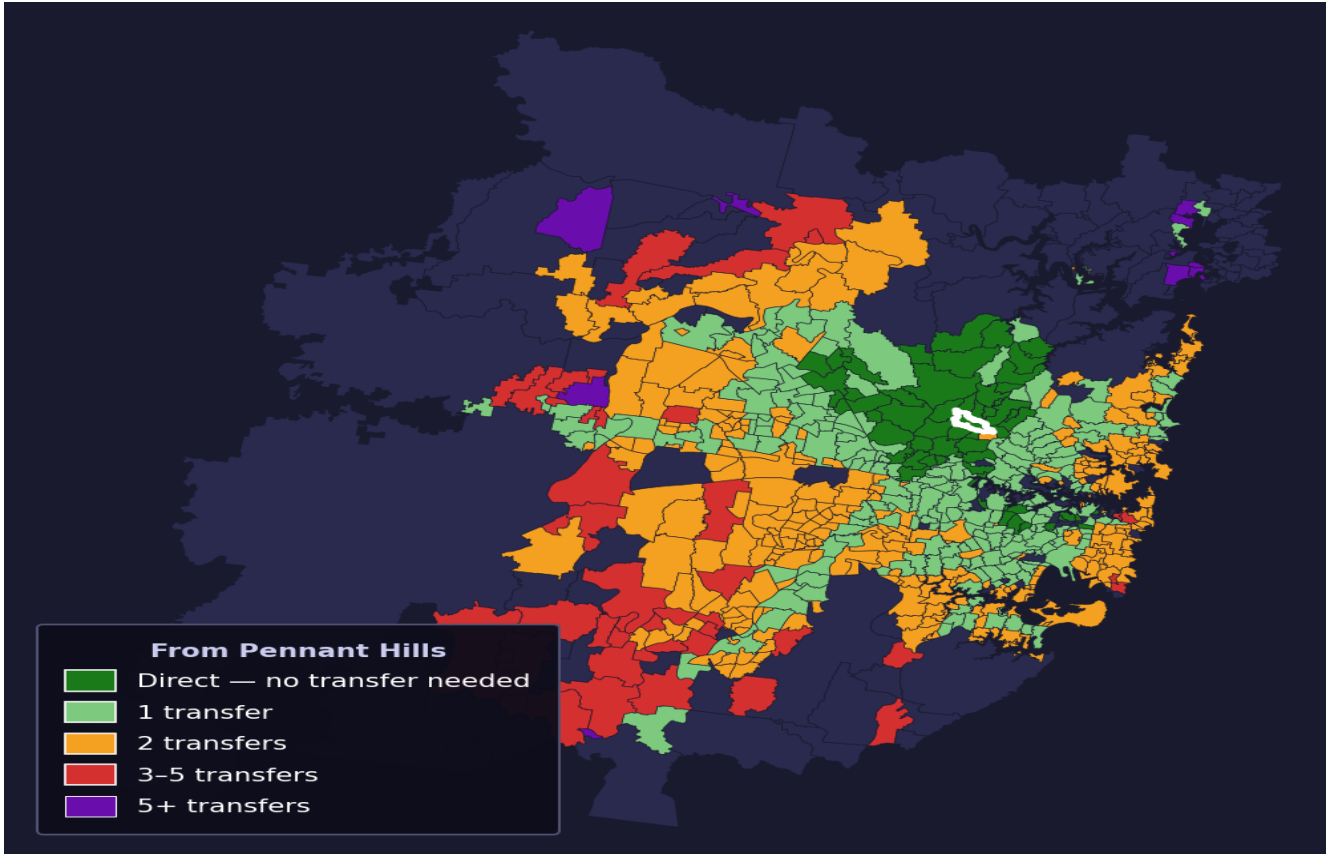 From Pennant Hills
Direct — no transfer needed
1 transfer
2 transfers
3–5 transfers
5+ transfers